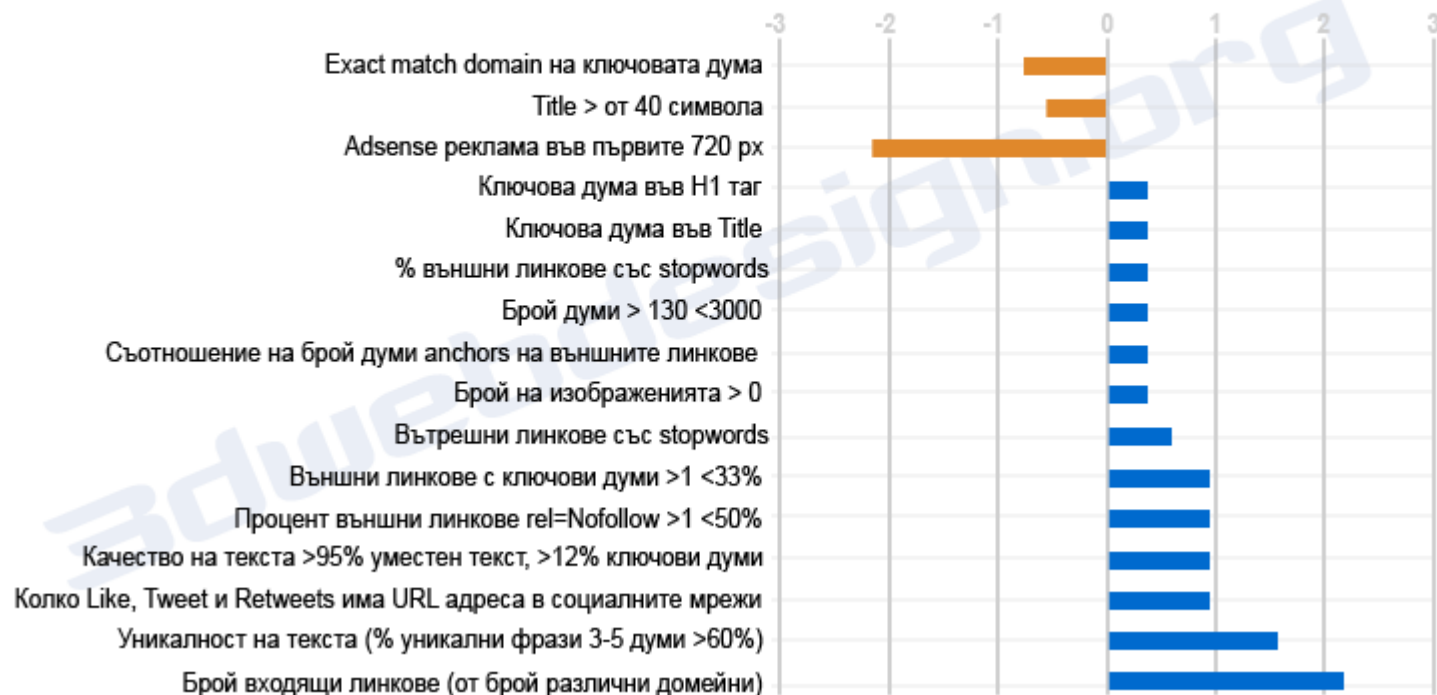 -3 -2 -1 0 1 2 3
Exact match domain на ключовата дума
Title > от 40 символа
Adsense реклама във първите 720 px
Ключова дума във H1 таг
Ключова дума във Title
% външни линкове със stopwords
Брой думи > 130 <3000
Съотношение на брой думи anchors на външните линкове
Брой на изображенията > 0
Вътрешни линкове със stopwords
Външни линкове с ключови думи >1 <33%
Процент външни линкове rel=Nofollow >1 <50%
Качество на текста >95% уместен текст, >12% ключови думи
Колко Like, Tweet и Retweets има URL адреса в социалните мрежи
Уникалност на текста (% уникални фрази 3-5 думи >60%)
Брой входящи линкове (от брой различни домейни)
3dwebdesign.org